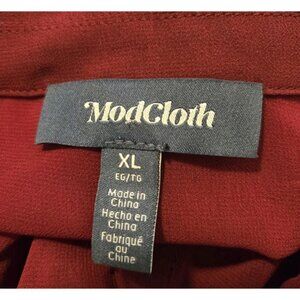 ModCloth
XL
EG/TG
Made in
China
Hecho en
China
Fabriqué
au
Chine